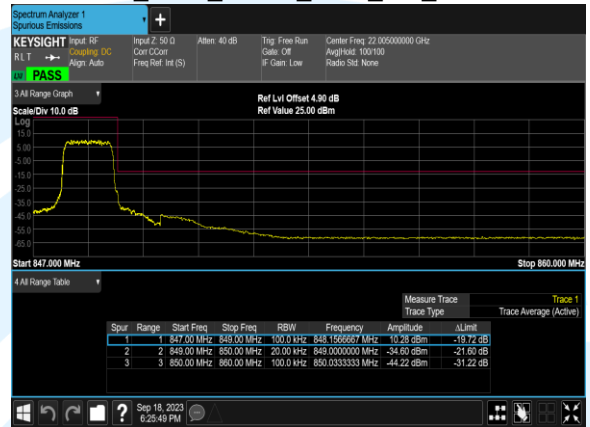 Spectrum Analyzer 1
Spurious Emissions
+
KEYSIGHT Input: RF Input Z: 50 Ω Atten: 40 dB Trig: Free Run Center Freq: 22.005000000 GHz
RLT Coupling: DC Corr CCorr Gate: Off Avg|Hold: 100/100
Align: Auto Freq Ref: Int (S) IF Gain: Low Radio Std: None
PASS
3 All Range Graph
Ref Lvl Offset 4.90 dB
Scale/Div 10.0 dB Ref Value 25.00 dBm
Log
15.0
5.00
-5.00
-15.0
-25.0
-35.0
-45.0
-55.0
-65.0
Start 847.000 MHz Stop 860.000 MHz
4 All Range Table
Measure Trace Trace 1
Trace Type Trace Average (Active)
Spur Range Start Freq Stop Freq RBW Frequency Amplitude ΔLimit
1 1 847.00 MHz 849.00 MHz 100.0 kHz 848.1566667 MHz 10.28 dBm -19.72 dB
2 2 849.00 MHz 850.00 MHz 20.00 kHz 849.0000000 MHz -34.60 dBm -21.60 dB
3 3 850.00 MHz 860.00 MHz 100.0 kHz 850.0333333 MHz -44.22 dBm -31.22 dB
? Sep 18, 2023
6:25:49 PM